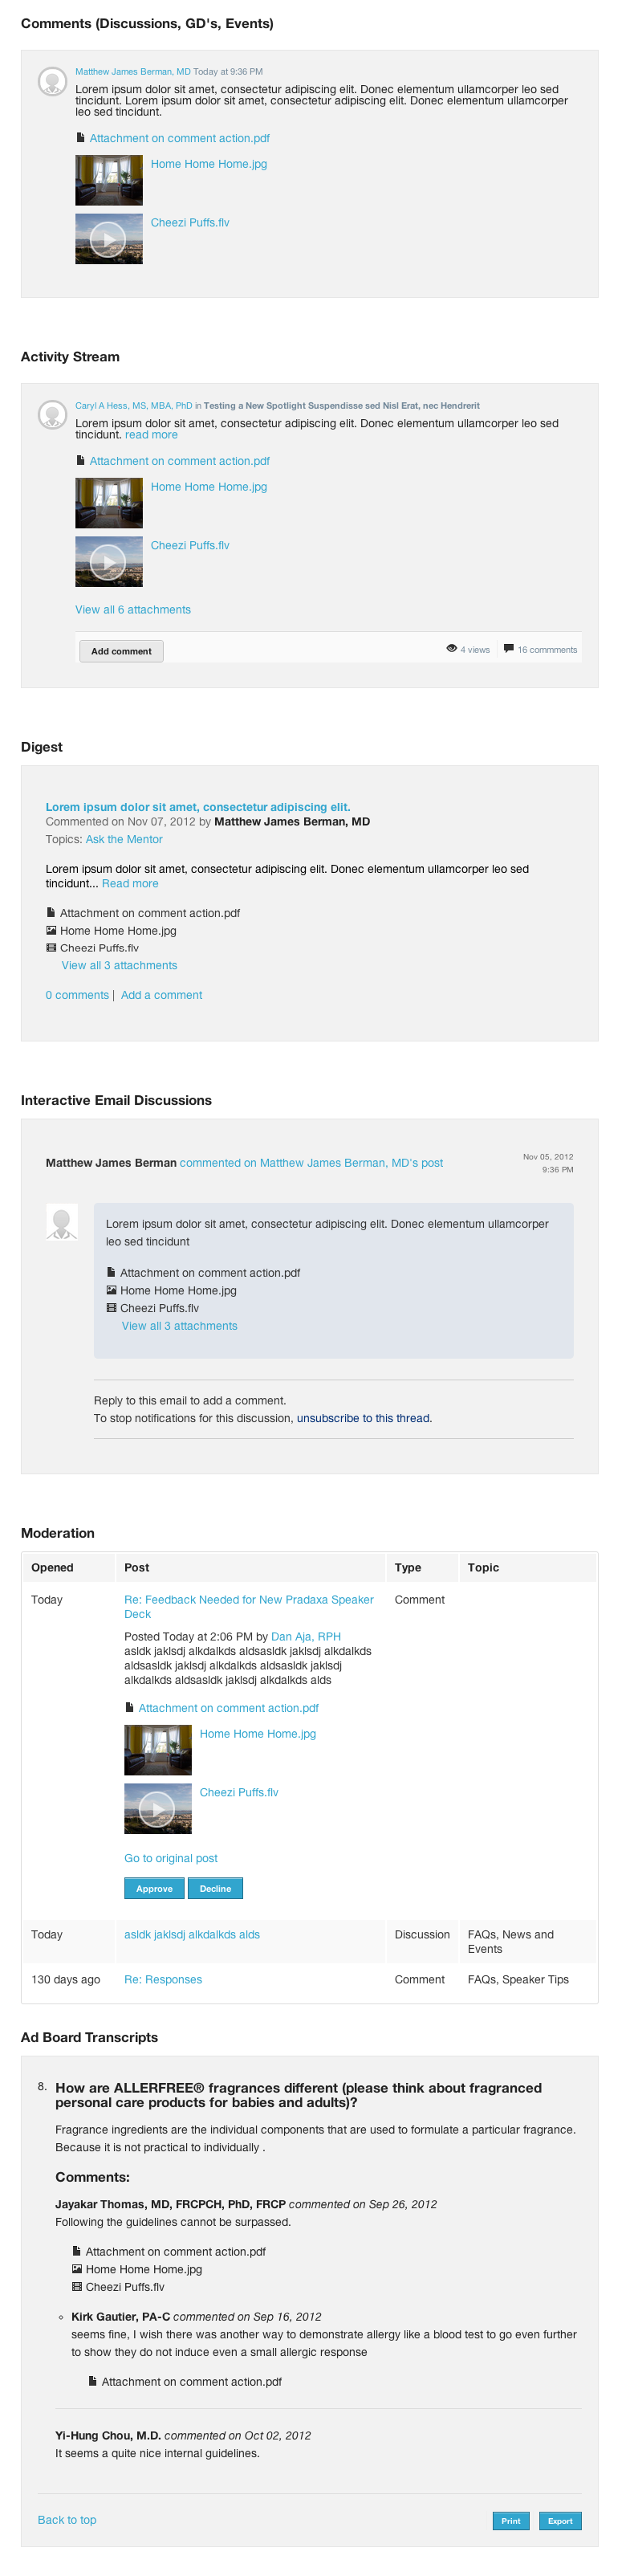 Comments (Discussions, GD's, Events)
Matthew James Berman, MD Today at 9:36 PM
Lorem ipsum dolor sit amet, consectetur adipiscing elit. Donec elementum ullamcorper leo sed
tincidunt. Lorem ipsum dolor sit amet, consectetur adipiscing elit. Donec elementum ullamcorper
leo sed tincidunt.
Attachment on comment action.pdf
Home Home Home.jpg
Cheezi Puffs.flv
Activity Stream
Caryl A Hess, MS, MBA, PhD in Testing a New Spotlight Suspendisse sed Nisl Erat, nec Hendrerit
Lorem ipsum dolor sit amet, consectetur adipiscing elit. Donec elementum ullamcorper leo sed
tincidunt. read more
Attachment on comment action.pdf
Home Home Home.jpg
Cheezi Puffs.flv
View all 6 attachments
Add comment 4 views 16 commments
Digest
Lorem ipsum dolor sit amet, consectetur adipiscing elit.
Commented on Nov 07, 2012 by Matthew James Berman, MD
Topics: Ask the Mentor
Lorem ipsum dolor sit amet, consectetur adipiscing elit. Donec elementum ullamcorper leo sed
tincidunt... Read more
Attachment on comment action.pdf
Home Home Home.jpg
Cheezi Puffs.flv
View all 3 attachments
0 comments | Add a comment
Interactive Email Discussions
Matthew James Berman commented on Matthew James Berman, MD's post
Nov 05, 2012
9:36 PM
Lorem ipsum dolor sit amet, consectetur adipiscing elit. Donec elementum ullamcorper
leo sed tincidunt
Attachment on comment action.pdf
Home Home Home.jpg
Cheezi Puffs.flv
View all 3 attachments
Reply to this email to add a comment.
To stop notifications for this discussion, unsubscribe to this thread.
Moderation
Opened Post Type Topic
Today Re: Feedback Needed for New Pradaxa Speaker Comment
Deck
Posted Today at 2:06 PM by Dan Aja, RPH
asldk jaklsdj alkdalkds aldsasldk jaklsdj alkdalkds
aldsasldk jaklsdj alkdalkds aldsasldk jaklsdj
alkdalkds aldsasldk jaklsdj alkdalkds alds
Attachment on comment action.pdf
Home Home Home.jpg
Cheezi Puffs.flv
Go to original post
Approve Decline
Today asldk jaklsdj alkdalkds alds Discussion FAQs, News and
Events
130 days ago Re: Responses Comment FAQs, Speaker Tips
Ad Board Transcripts
8. How are ALLERFREE® fragrances different (please think about fragranced
personal care products for babies and adults)?
Fragrance ingredients are the individual components that are used to formulate a particular fragrance.
Because it is not practical to individually .
Comments:
Jayakar Thomas, MD, FRCPCH, PhD, FRCP commented on Sep 26, 2012
Following the guidelines cannot be surpassed.
Attachment on comment action.pdf
Home Home Home.jpg
Cheezi Puffs.flv
Kirk Gautier, PA-C commented on Sep 16, 2012
seems fine, I wish there was another way to demonstrate allergy like a blood test to go even further
to show they do not induce even a small allergic response
Attachment on comment action.pdf
Yi-Hung Chou, M.D. commented on Oct 02, 2012
It seems a quite nice internal guidelines.
Back to top Print Export